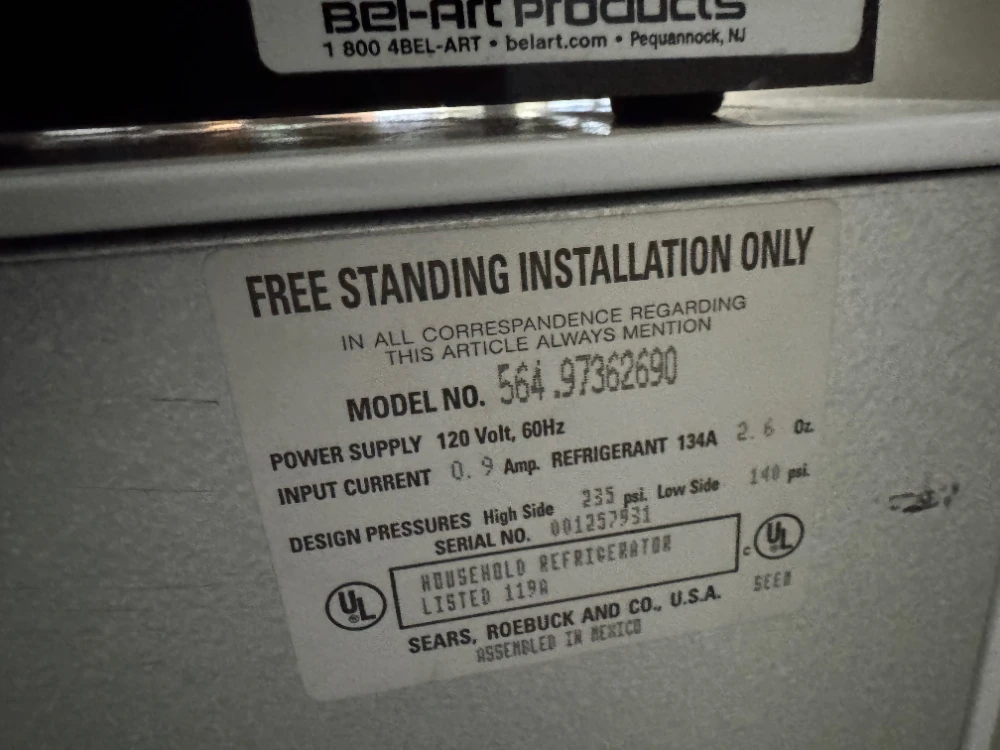 Bel-Art Products
1 800 4BEL-ART • belart.com • Pequannock, NJ
FREE STANDING INSTALLATION ONLY
IN ALL CORRESPANDENCE REGARDING
THIS ARTICLE ALWAYS MENTION
MODEL NO. 564.97362690
POWER SUPPLY 120 Volt, 60Hz
INPUT CURRENT 0.9 Amp. REFRIGERANT 134A 2.6 Oz.
DESIGN PRESSURES High Side 235 psi. Low Side 140 psi.
SERIAL NO. 001257931
UL
HOUSEHOLD REFRIGERATOR
LISTED 119A
c UL
SEARS, ROEBUCK AND CO., U.S.A.
ASSEMBLED IN MEXICO